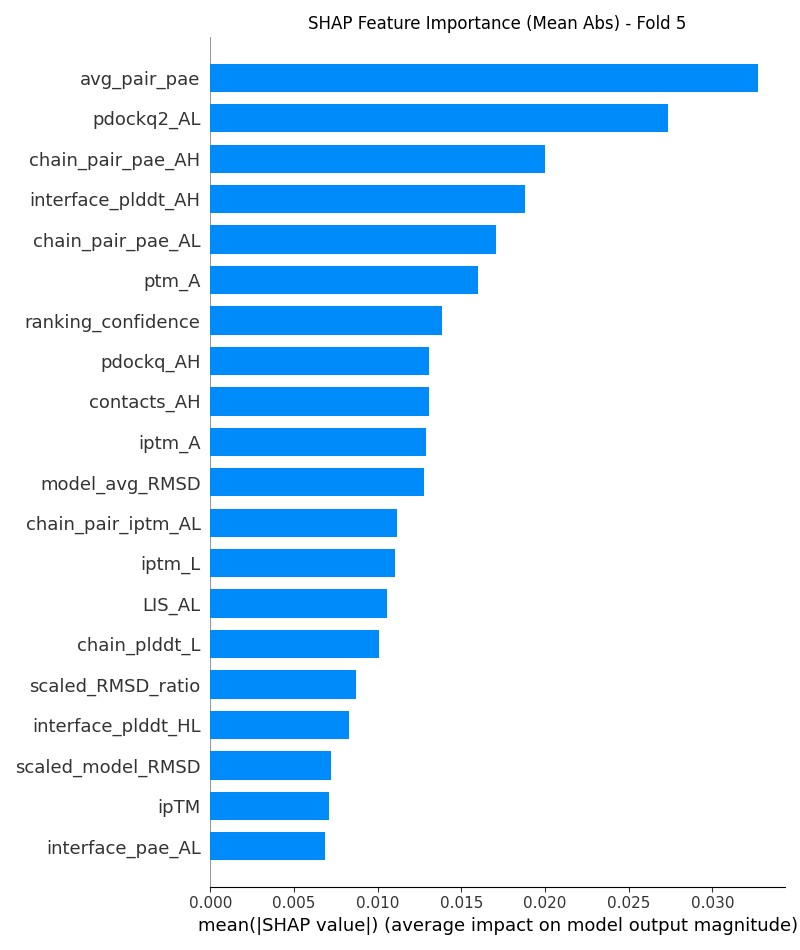 SHAP Feature Importance (Mean Abs) - Fold 5
avg_pair_pae
pdockq2_AL
chain_pair_pae_AH
interface_plddt_AH
chain_pair_pae_AL
ptm_A
ranking_confidence
pdockq_AH
contacts_AH
iptm_A
model_avg_RMSD
chain_pair_iptm_AL
iptm_L
LIS_AL
chain_plddt_L
scaled_RMSD_ratio
interface_plddt_HL
scaled_model_RMSD
ipTM
interface_pae_AL
0.000 0.005 0.010 0.015 0.020 0.025 0.030
mean(|SHAP value|) (average impact on model output magnitude)